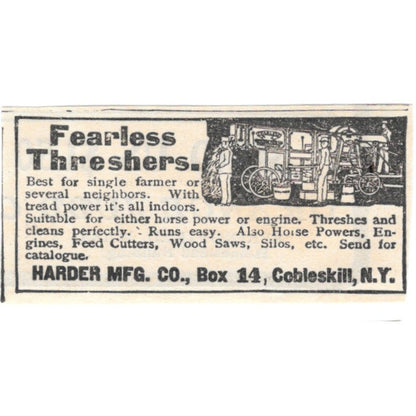 Fearless
Threshers.
Best for single farmer or
several neighbors. With
tread power it's all indoors.
Suitable for either horse power or engine. Threshes and
cleans perfectly. Runs easy. Also Horse Powers, En-
gines, Feed Cutters, Wood Saws, Silos, etc. Send for
catalogue.
HARDER MFG. CO., Box 14, Cobleskill, N.Y.